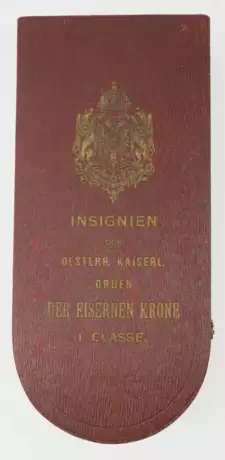 INSIGNIEN
DES
OESTERR. KAISERL.
ORDEN
DER EISERNEN KRONE
I CLASSE.